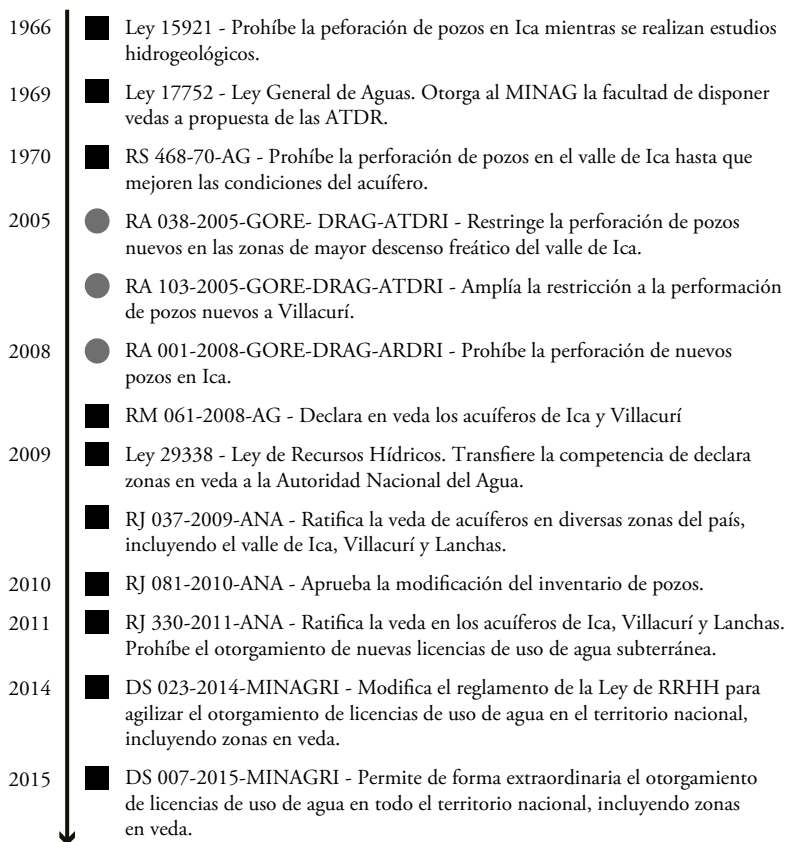 1966 Ley 15921 - Prohíbe la peforación de pozos en Ica mientras se realizan estudios
hidrogeológicos.
1969 Ley 17752 - Ley General de Aguas. Otorga al MINAG la facultad de disponer
vedas a propuesta de las ATDR.
1970 RS 468-70-AG - Prohíbe la perforación de pozos en el valle de Ica hasta que
mejoren las condiciones del acuífero.
2005 RA 038-2005-GORE- DRAG-ATDRI - Restringe la perforación de pozos
nuevos en las zonas de mayor descenso freático del valle de Ica.
RA 103-2005-GORE-DRAG-ATDRI - Amplía la restricción a la performación
de pozos nuevos a Villacurí.
2008 RA 001-2008-GORE-DRAG-ARDRI - Prohíbe la perforación de nuevos
pozos en Ica.
RM 061-2008-AG - Declara en veda los acuíferos de Ica y Villacurí
2009 Ley 29338 - Ley de Recursos Hídricos. Transfiere la competencia de declara
zonas en veda a la Autoridad Nacional del Agua.
RJ 037-2009-ANA - Ratifica la veda de acuíferos en diversas zonas del país,
incluyendo el valle de Ica, Villacurí y Lanchas.
2010 RJ 081-2010-ANA - Aprueba la modificación del inventario de pozos.
2011 RJ 330-2011-ANA - Ratifica la veda en los acuíferos de Ica, Villacurí y Lanchas.
Prohíbe el otorgamiento de nuevas licencias de uso de agua subterránea.
2014 DS 023-2014-MINAGRI - Modifica el reglamento de la Ley de RRHH para
agilizar el otorgamiento de licencias de uso de agua en el territorio nacional,
incluyendo zonas en veda.
2015 DS 007-2015-MINAGRI - Permite de forma extraordinaria el otorgamiento
de licencias de uso de agua en todo el territorio nacional, incluyendo zonas
en veda.